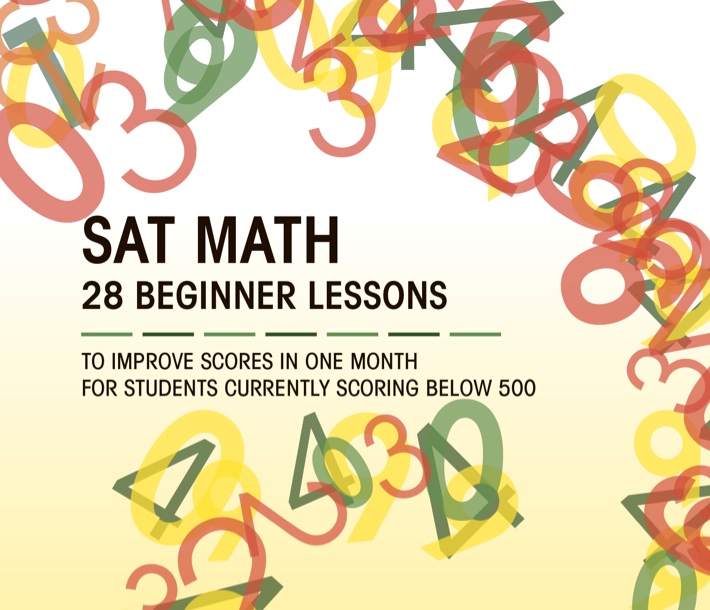 SAT MATH
28 BEGINNER LESSONS
TO IMPROVE SCORES IN ONE MONTH
FOR STUDENTS CURRENTLY SCORING BELOW 500